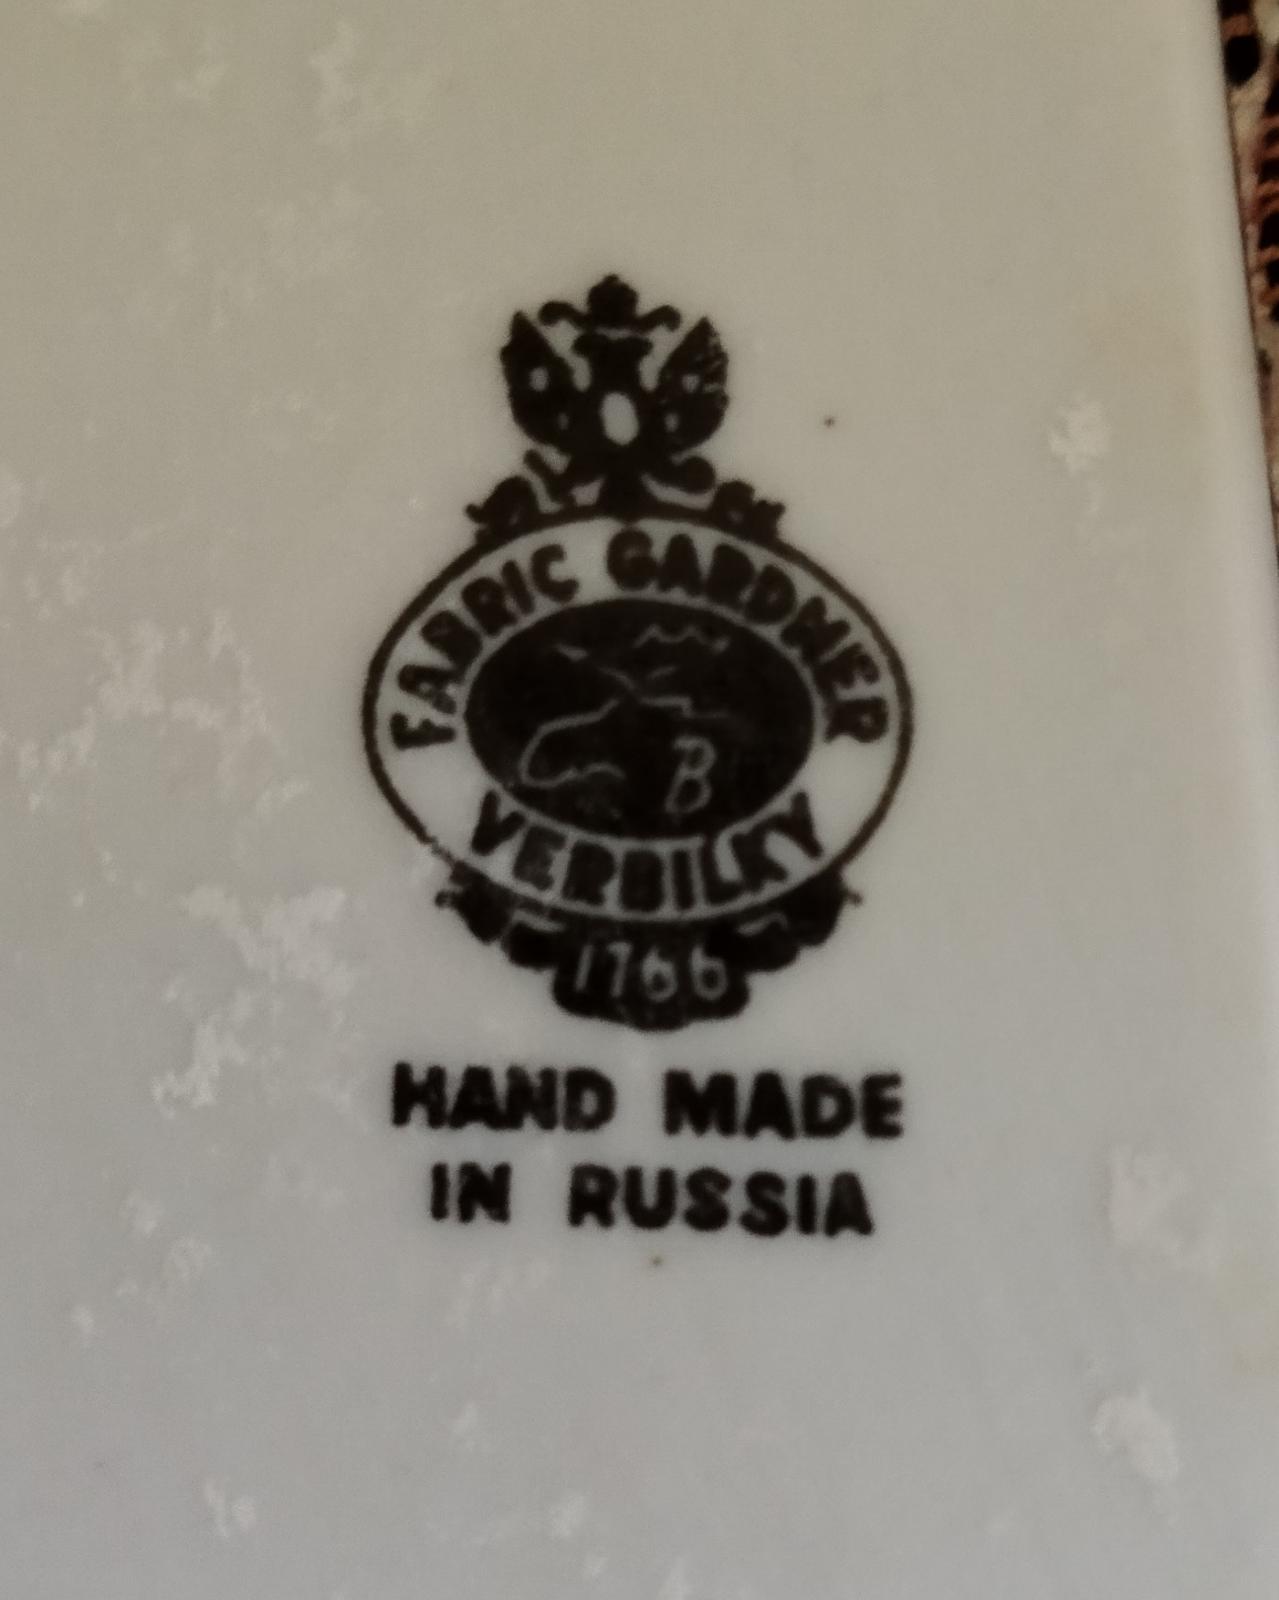 FABRIC GARDNER
B
VERBILKY
1766
HAND MADE
IN RUSSIA